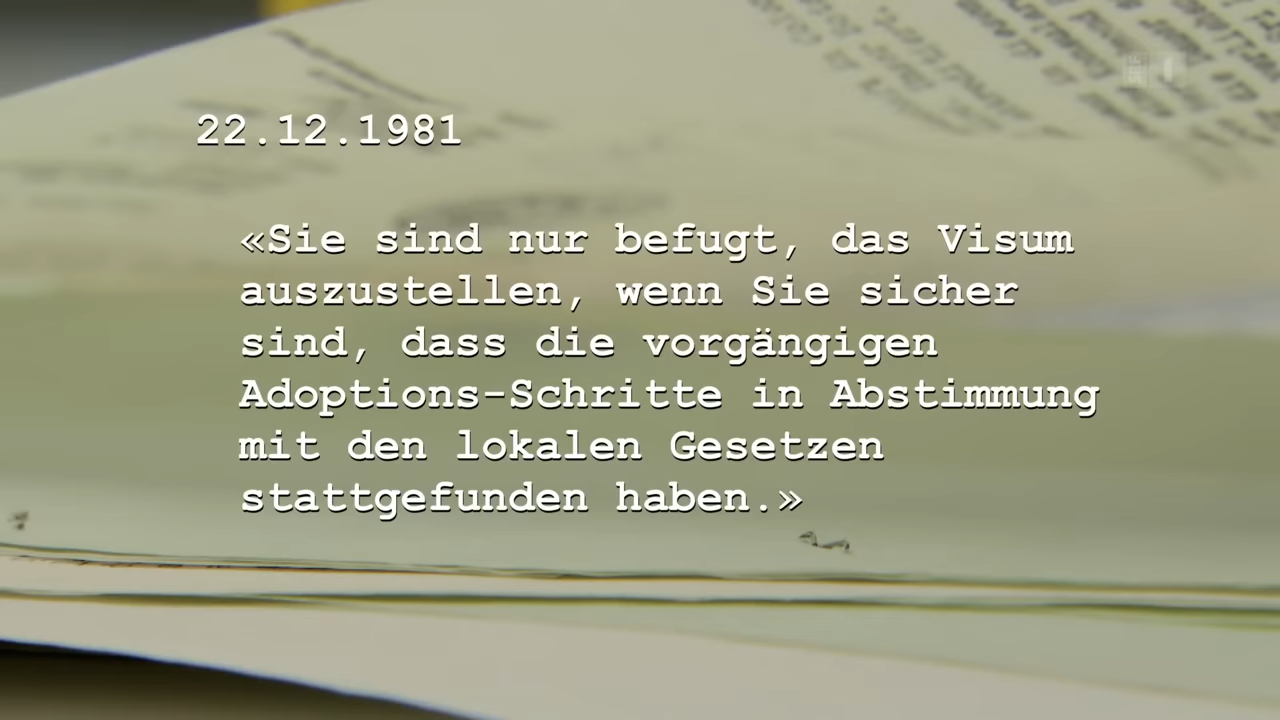 22.12.1981
«Sie sind nur befugt, das Visum
auszustellen, wenn Sie sicher
sind, dass die vorgängigen
Adoptions-Schritte in Abstimmung
mit den lokalen Gesetzen
stattgefunden haben.»